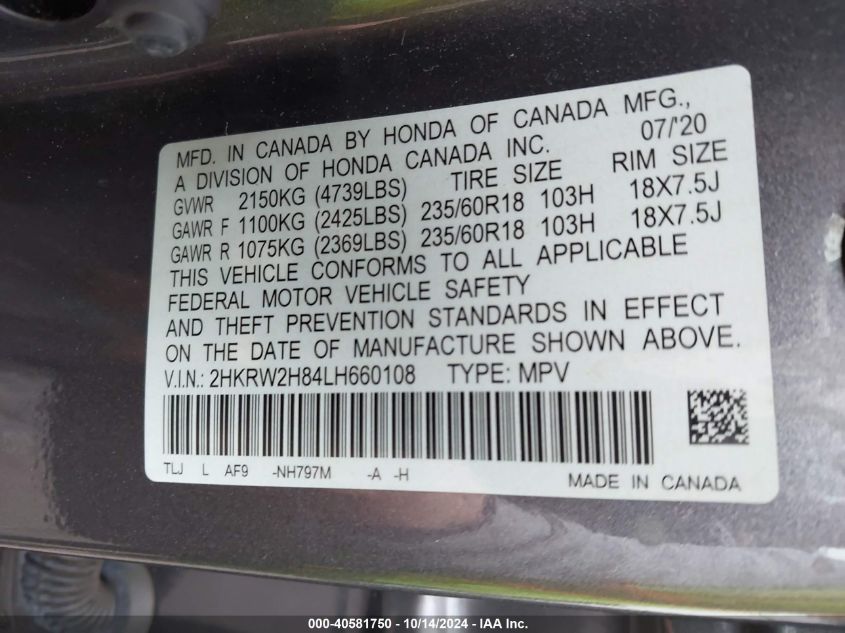 MFD. IN CANADA BY HONDA OF CANADA MFG.,
A DIVISION OF HONDA CANADA INC. 07/'20
GVWR 2150KG (4739LBS) TIRE SIZE RIM SIZE
GAWR F 1100KG (2425LBS) 235/60R18 103H 18X7.5J
GAWR R 1075KG (2369LBS) 235/60R18 103H 18X7.5J
THIS VEHICLE CONFORMS TO ALL APPLICABLE
FEDERAL MOTOR VEHICLE SAFETY
AND THEFT PREVENTION STANDARDS IN EFFECT
ON THE DATE OF MANUFACTURE SHOWN ABOVE.
V.I.N.: 2HKRW2H84LH660108 TYPE: MPV
TLJ L AF9 -NH797M -A -H
MADE IN CANADA
000-40581750 - 10/14/2024 - IAA Inc.